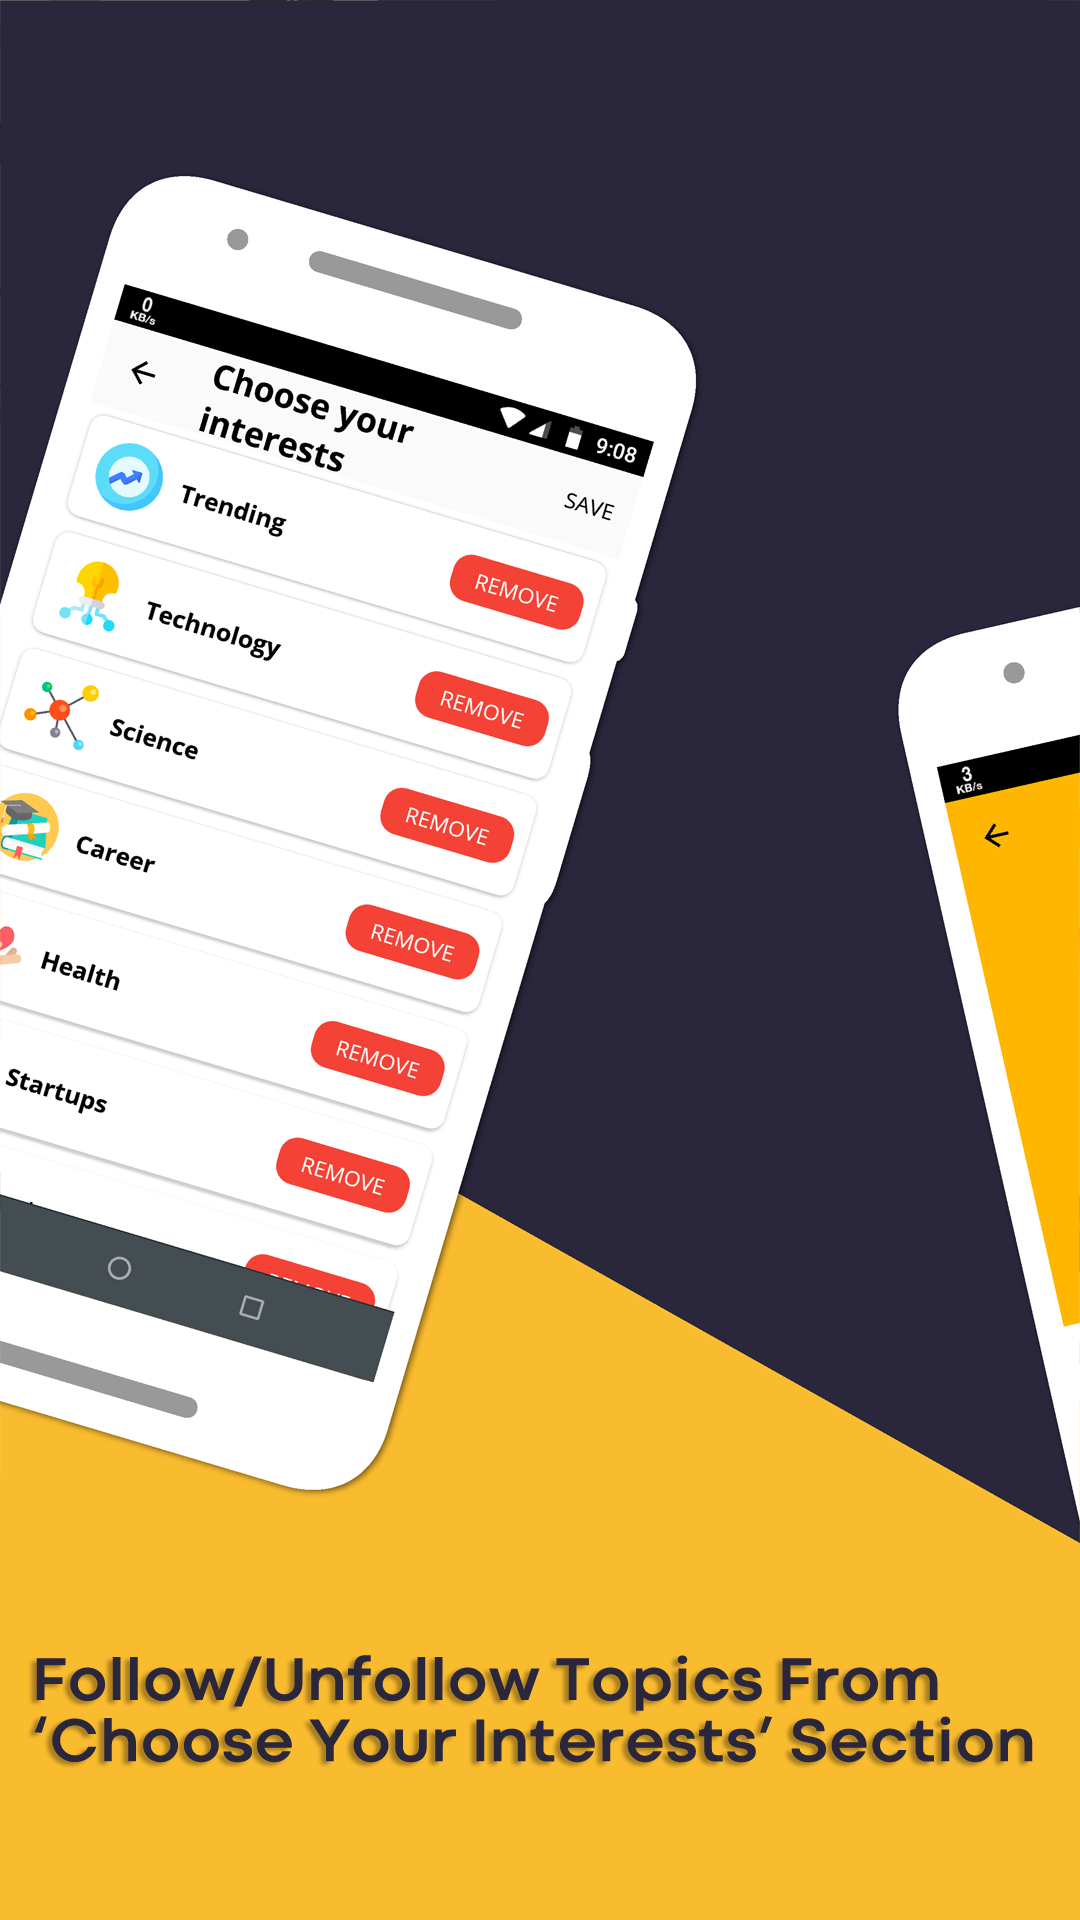 0
KB/s
9:08
Choose your
interests
SAVE
Trending
REMOVE
Technology
REMOVE
Science
REMOVE
Career
REMOVE
Health
REMOVE
Startups
REMOVE
3
KB/s
Follow/Unfollow Topics From
‘Choose Your Interests’ Section